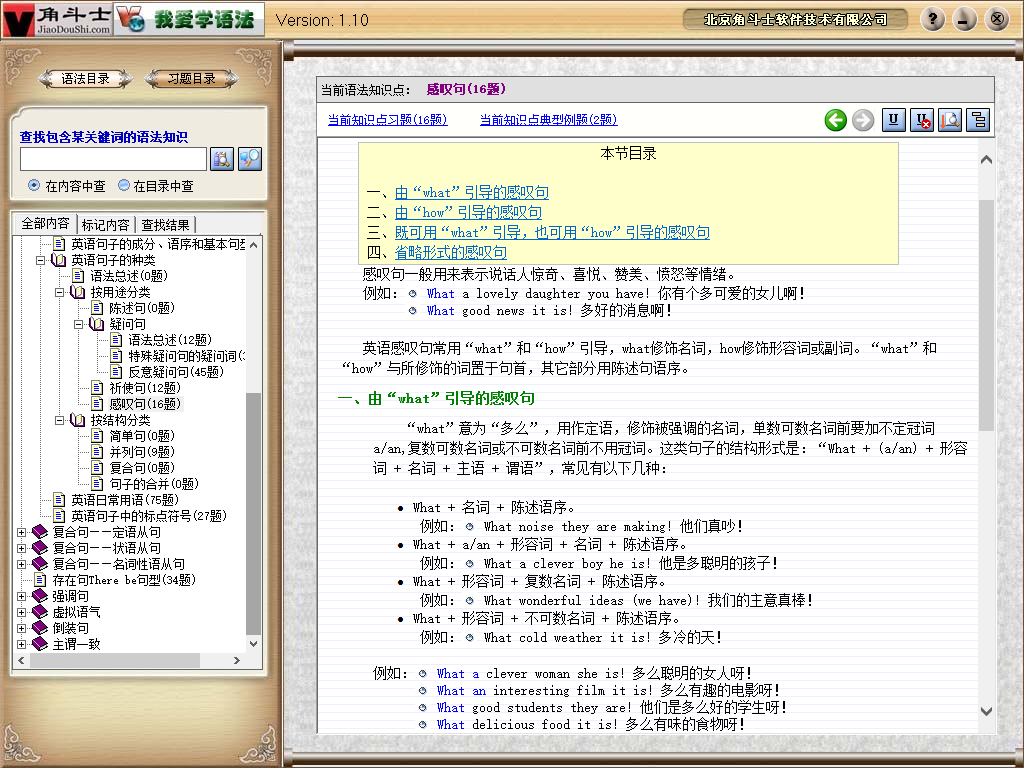 角斗士
JiaoDouShi.com
我爱学语法
Version: 1.10
北京角斗士软件技术有限公司
语法目录
习题目录
查找包含某关键词的语法知识
在内容中查
在目录中查
全部内容
标记内容
查找结果
英语句子的成分、语序和基本句型
英语句子的种类
语法总述(0题)
按用途分类
陈述句(0题)
疑问句
语法总述(12题)
特殊疑问句的疑问词(
反意疑问句(45题)
祈使句(12题)
感叹句(16题)
按结构分类
简单句(0题)
并列句(9题)
复合句(0题)
句子的合并(0题)
英语日常用语(75题)
英语句子中的标点符号(27题)
复合句——定语从句
复合句——状语从句
复合句——名词性语从句
存在句There be句型(34题)
强调句
虚拟语气
倒装句
主谓一致
当前语法知识点: 感叹句(16题)
当前知识点习题(16题)
当前知识点典型例题(2题)
本节目录
一、由“what”引导的感叹句
二、由“how”引导的感叹句
三、既可用“what”引导，也可用“how”引导的感叹句
四、省略形式的感叹句
感叹句一般用来表示说话人惊奇、喜悦、赞美、愤怒等情绪。
例如: What a lovely daughter you have! 你有个多可爱的女儿啊!
What good news it is! 多好的消息啊!
英语感叹句常用“what”和“how”引导，what修饰名词，how修饰形容词或副词。“what”和
“how”与所修饰的词置于句首，其它部分用陈述句语序。
一、由“what”引导的感叹句
“what”意为“多么”，用作定语，修饰被强调的名词，单数可数名词前要加不定冠词
a/an,复数可数名词或不可数名词前不用冠词。这类句子的结构形式是: “What + (a/an) + 形容
词 + 名词 + 主语 + 谓语”，常见有以下几种:
What + 名词 + 陈述语序。
例如: What noise they are making! 他们真吵!
What + a/an + 形容词 + 名词 + 陈述语序。
例如: What a clever boy he is! 他是多聪明的孩子!
What + 形容词 + 复数名词 + 陈述语序。
例如: What wonderful ideas (we have)! 我们的主意真棒!
What + 形容词 + 不可数名词 + 陈述语序。
例如: What cold weather it is! 多冷的天!
例如: What a clever woman she is! 多么聪明的女人呀!
What an interesting film it is! 多么有趣的电影呀!
What good students they are! 他们是多么好的学生呀!
What delicious food it is! 多么有味的食物呀!